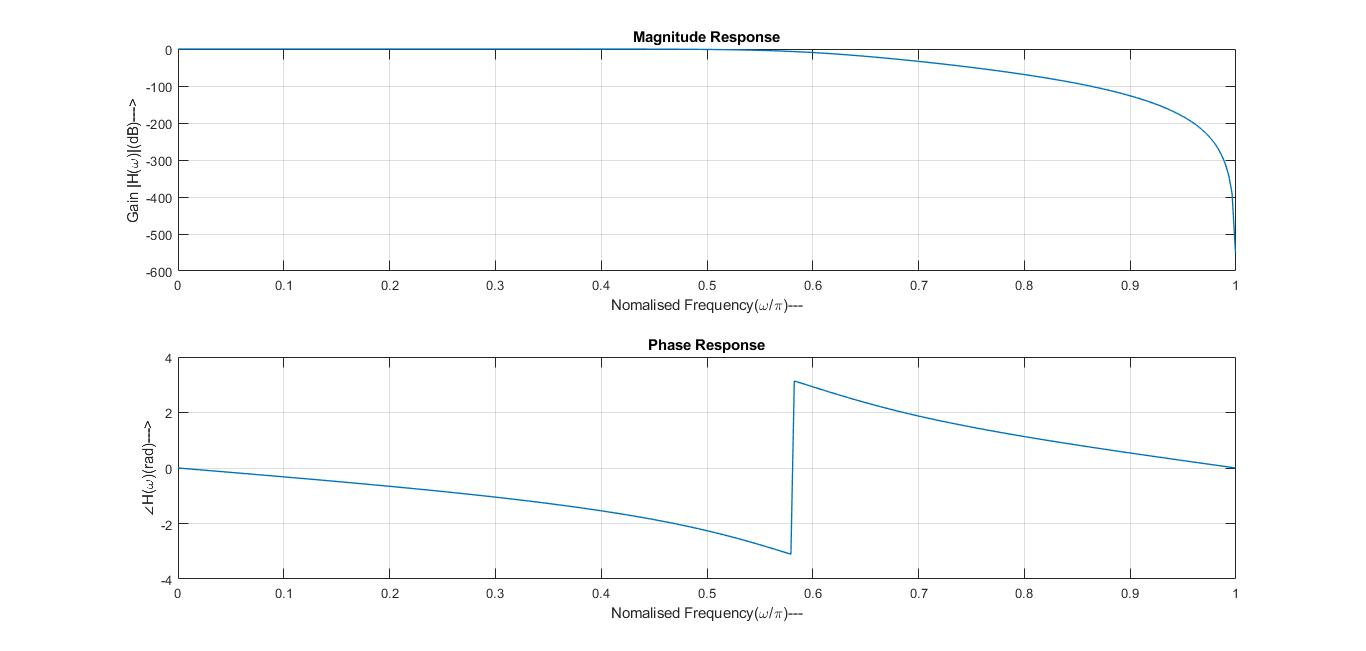 Magnitude Response
Gain |H(ω)|(dB)--->
0
-100
-200
-300
-400
-500
-600
0 0.1 0.2 0.3 0.4 0.5 0.6 0.7 0.8 0.9 1
Nomalised Frequency(ω/π)---
Phase Response
∠H(ω)(rad)--->
4
2
0
-2
-4
0 0.1 0.2 0.3 0.4 0.5 0.6 0.7 0.8 0.9 1
Nomalised Frequency(ω/π)---